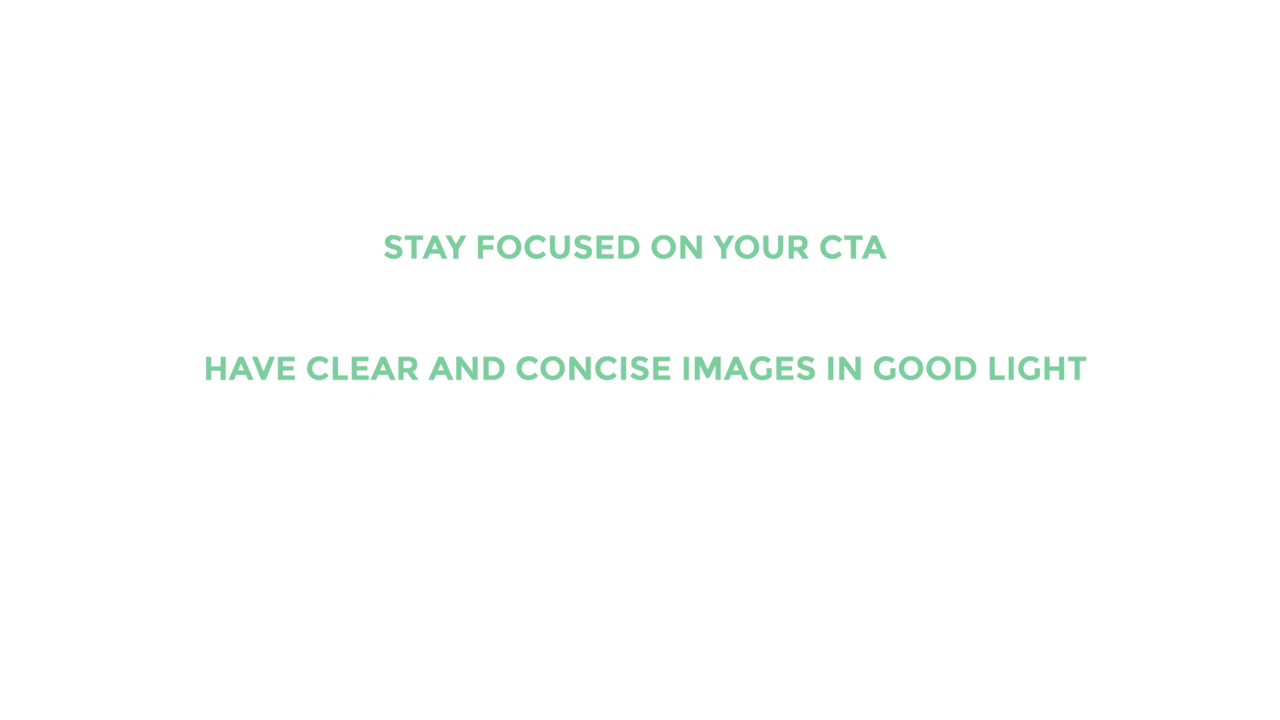 STAY FOCUSED ON YOUR CTA
HAVE CLEAR AND CONCISE IMAGES IN GOOD LIGHT